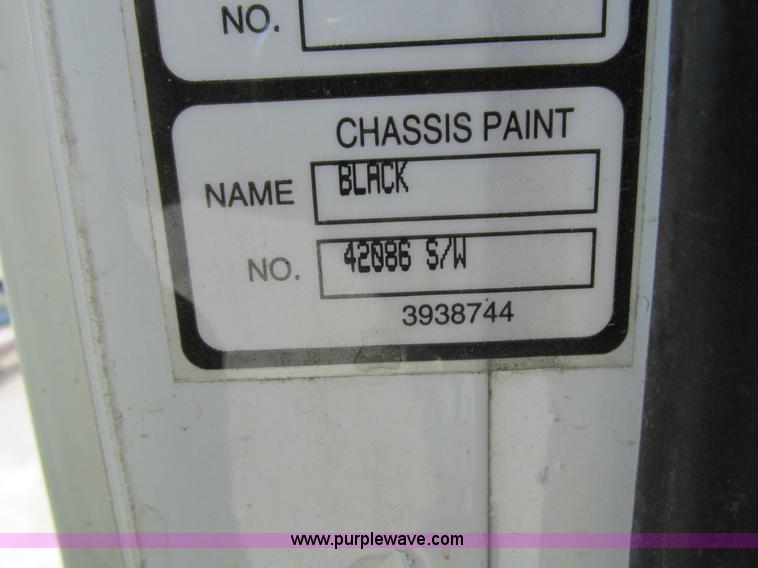 NO.
CHASSIS PAINT
NAME BLACK
NO. 42086 S/W
3938744
www.purplewave.com